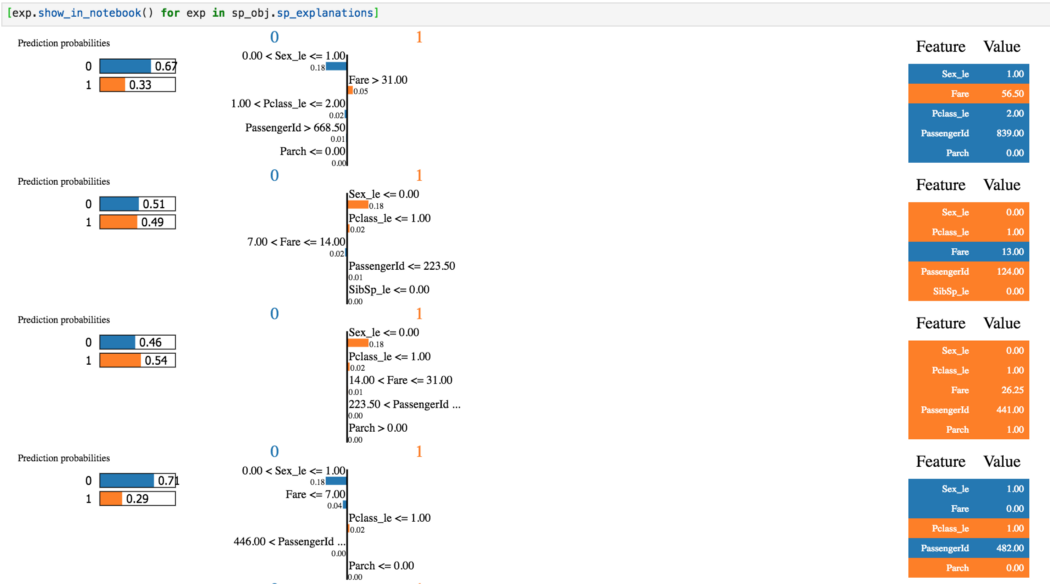 [exp.show_in_notebook() for exp in sp_obj.sp_explanations]
Prediction probabilities
0 0.67
1 0.33
0 1
0.00 < Sex_le <= 1.00
0.18
Fare > 31.00
0.05
1.00 < Pclass_le <= 2.00
0.02
PassengerId > 668.50
0.01
Parch <= 0.00
0.00
Feature Value
Sex_le 1.00
Fare 56.50
Pclass_le 2.00
PassengerId 839.00
Parch 0.00
Prediction probabilities
0 0.51
1 0.49
0 1
Sex_le <= 0.00
0.18
Pclass_le <= 1.00
0.02
7.00 < Fare <= 14.00
0.02
PassengerId <= 223.50
0.01
SibSp_le <= 0.00
0.00
Feature Value
Sex_le 0.00
Pclass_le 1.00
Fare 13.00
PassengerId 124.00
SibSp_le 0.00
Prediction probabilities
0 0.46
1 0.54
0 1
Sex_le <= 0.00
0.18
Pclass_le <= 1.00
0.02
14.00 < Fare <= 31.00
0.01
223.50 < PassengerId ...
0.00
Parch > 0.00
0.00
Feature Value
Sex_le 0.00
Pclass_le 1.00
Fare 26.25
PassengerId 441.00
Parch 1.00
Prediction probabilities
0 0.71
1 0.29
0 1
0.00 < Sex_le <= 1.00
0.18
Fare <= 7.00
0.04
Pclass_le <= 1.00
0.02
446.00 < PassengerId ...
0.00
Parch <= 0.00
0.00
Feature Value
Sex_le 1.00
Fare 0.00
Pclass_le 1.00
PassengerId 482.00
Parch 0.00